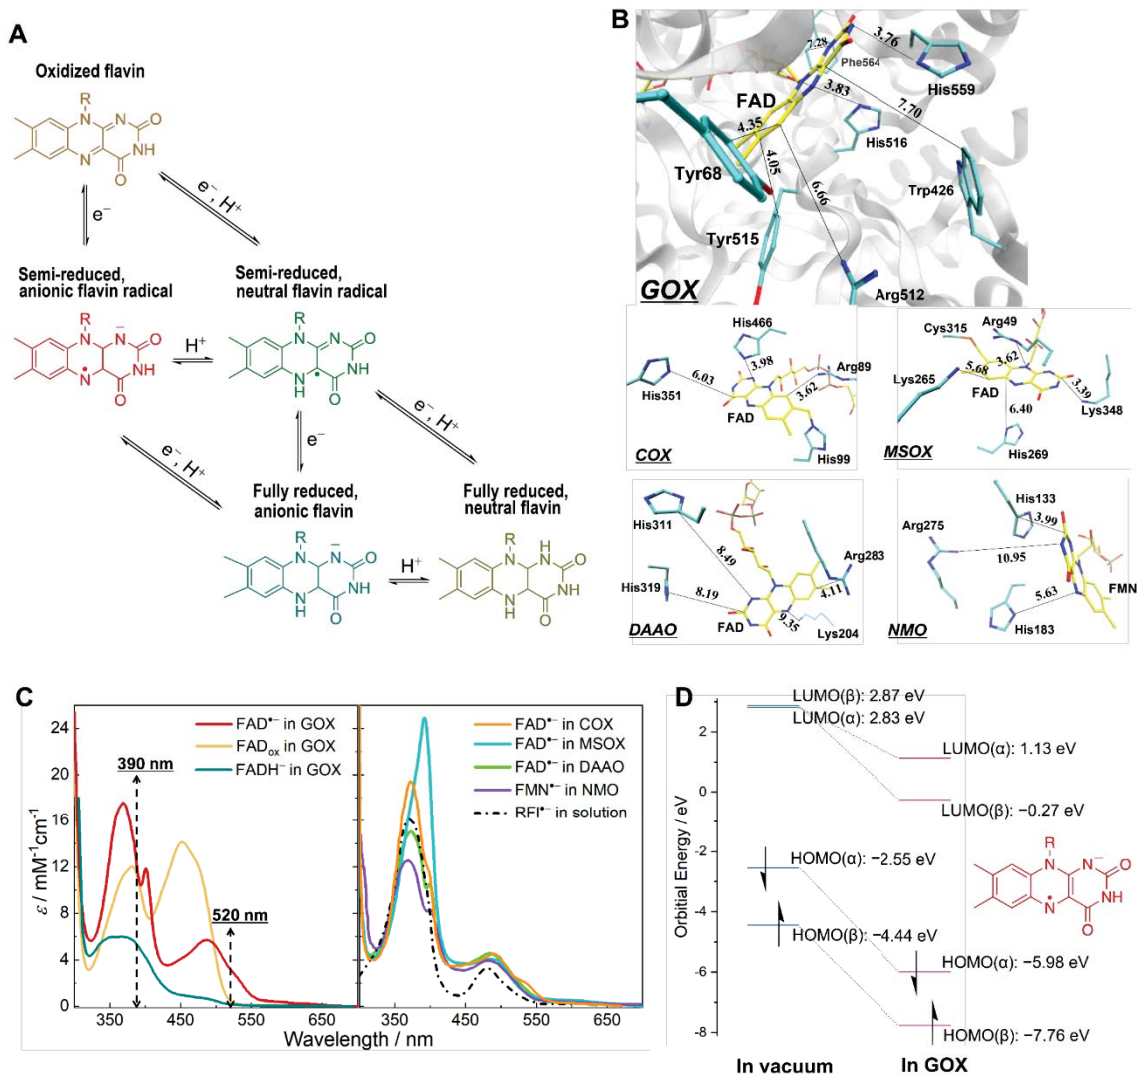 A
Oxidized flavin
R
N
N
O
NH
N
O
e⁻
e⁻, H⁺
Semi-reduced,
anionic flavin radical
Semi-reduced,
neutral flavin radical
R
N
N
O
NH
N
O
H⁺
R
N
N
O
NH
N
H
O
e⁻, H⁺
e⁻
e⁻, H⁺
Fully reduced,
anionic flavin
Fully reduced,
neutral flavin
R
N
N
O
NH
N
H
O
H⁺
R
H
N
N
O
NH
N
H
O
B
7.28
3.76
Phe564
His559
FAD
3.83
7.70
4.35
His516
Tyr68
4.05
6.66
Trp426
Tyr515
GOX
Arg512
His466
3.98
Arg89
6.03
3.62
His351
FAD
His99
COX
Cys315
Arg49
3.62
5.68
Lys265
FAD
3.39
6.40
Lys348
His269
MSOX
His311
8.49
Arg283
His319
8.19
4.11
9.35
DAAO
FAD
Lys204
His133
3.99
Arg275
10.95
5.63
FMN
His183
NMO
C
24
20
16
12
8
4
0
ε / mM⁻¹cm⁻¹
FAD•⁻ in GOX
FADox in GOX
FADH⁻ in GOX
390 nm
520 nm
FAD•⁻ in COX
FAD•⁻ in MSOX
FAD•⁻ in DAAO
FMN•⁻ in NMO
RFl•⁻ in solution
350 450 550 650 350 450 550 650
Wavelength / nm
D
LUMO(β): 2.87 eV
LUMO(α): 2.83 eV
LUMO(α): 1.13 eV
LUMO(β): −0.27 eV
HOMO(α): −2.55 eV
HOMO(β): −4.44 eV
HOMO(α): −5.98 eV
HOMO(β): −7.76 eV
2
0
-2
-4
-6
-8
Orbitial Energy / eV
R
N
N
O
NH
N
O
In vacuum
In GOX